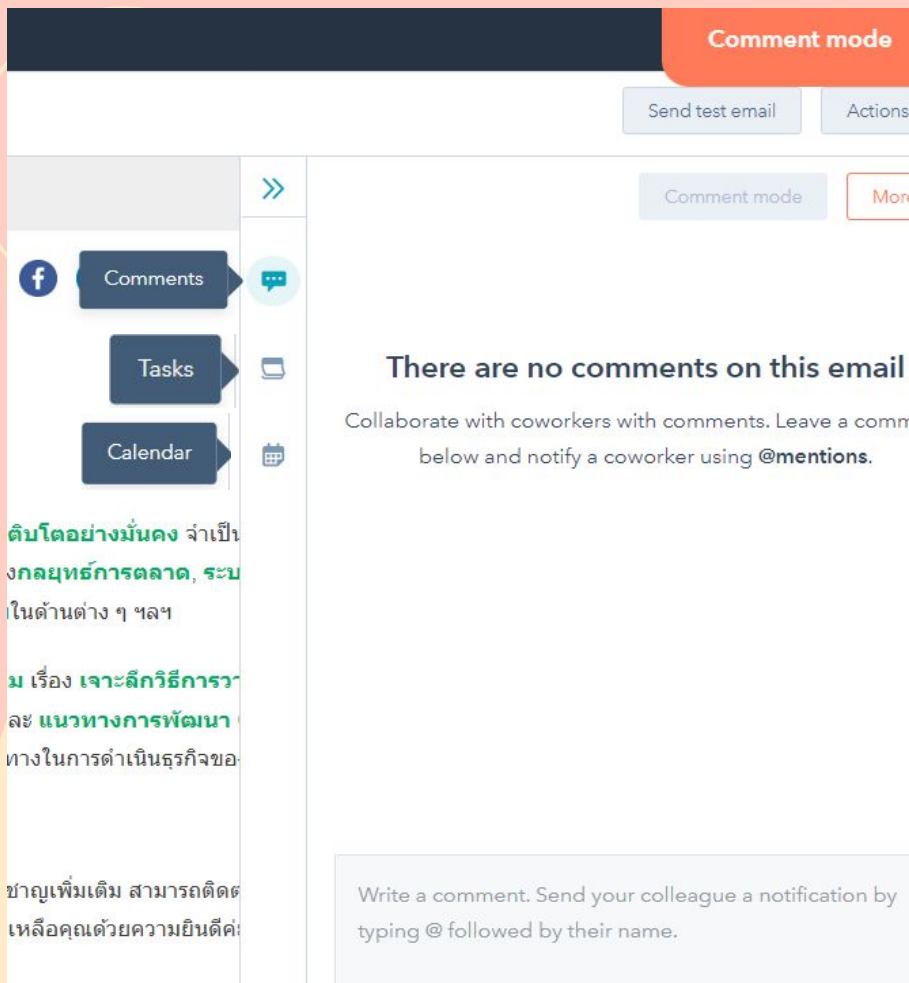 Comment mode
Send test email
Actions
Comment mode
More
Comments
Tasks
Calendar
There are no comments on this email
Collaborate with coworkers with comments. Leave a comm
below and notify a coworker using @mentions.
ติบโตอย่างมั่นคง จำเป็น
งกลยุทธ์การตลาด, ระบ
ในด้านต่าง ๆ ฯลฯ
ม เรื่อง เจาะลึกวิธีการวา
ละ แนวทางการพัฒนา
ทางในการดำเนินธุรกิจขอ
ชาญเพิ่มเติม สามารถติดต
เหลือคุณด้วยความยินดีค่
Write a comment. Send your colleague a notification by
typing @ followed by their name.